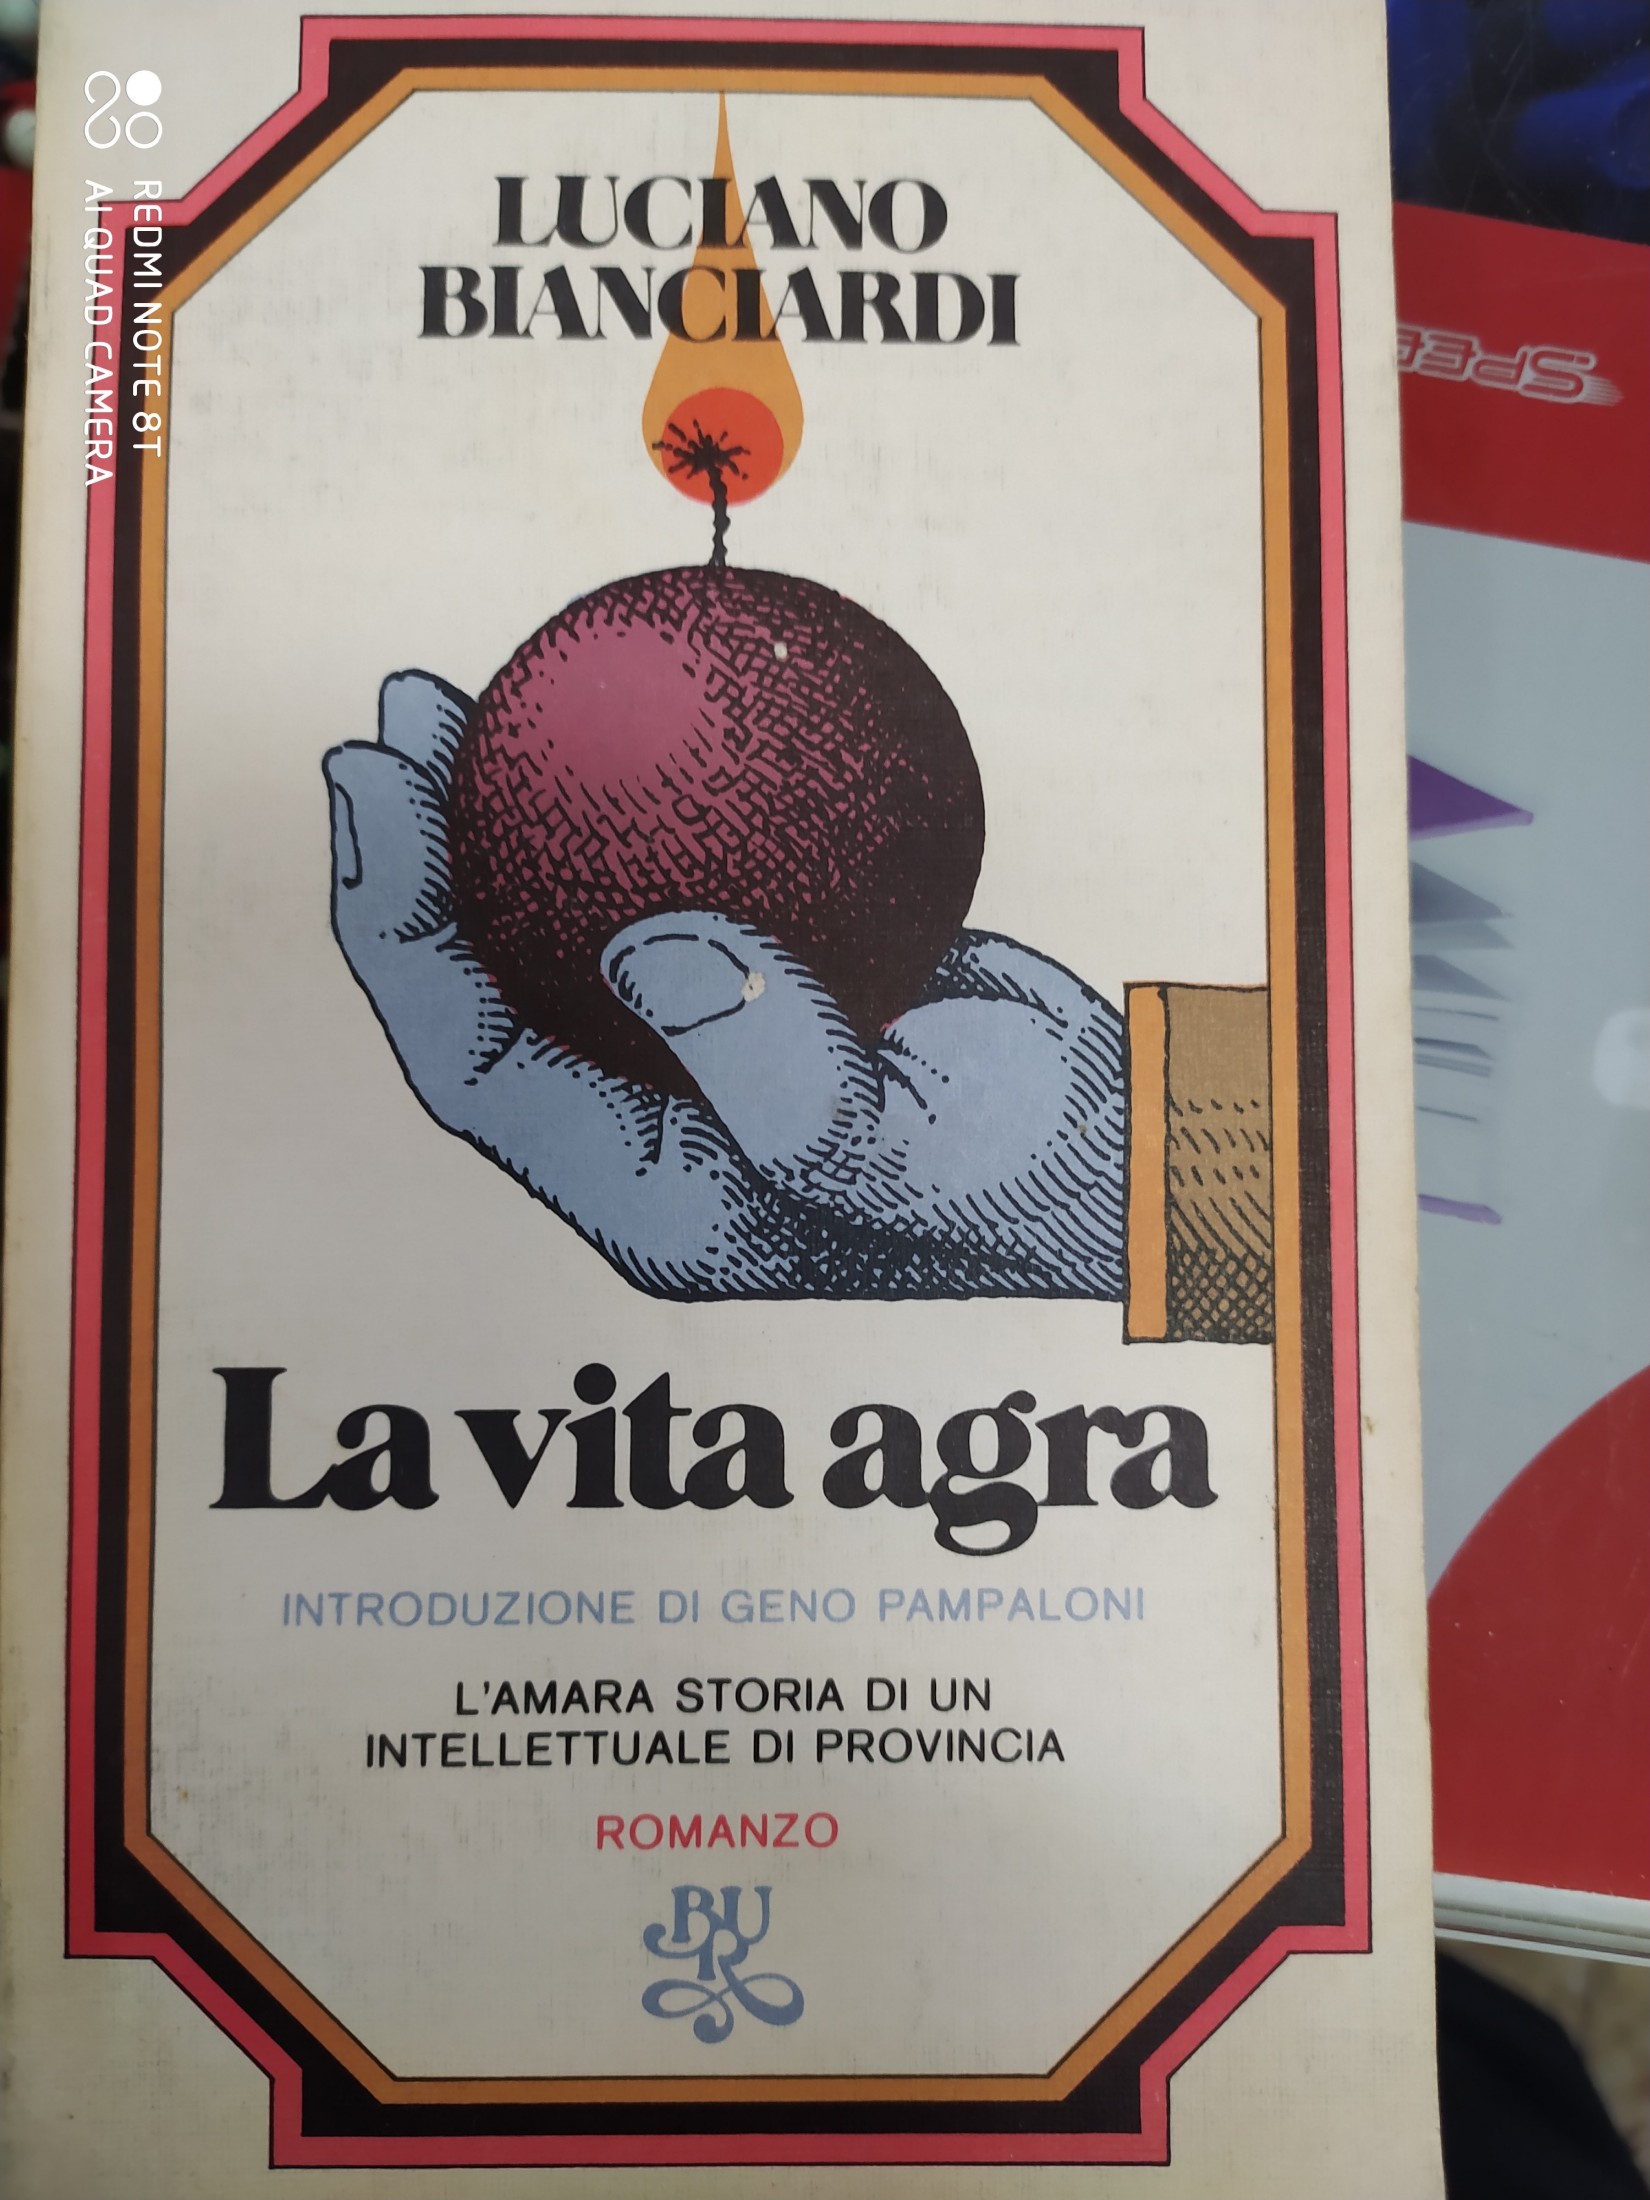 LUCIANO
BIANCIARDI
La vita agra
INTRODUZIONE DI GENO PAMPALONI
L'AMARA STORIA DI UN
INTELLETTUALE DI PROVINCIA
ROMANZO
BUR
REDMI NOTE 8T
AI QUAD CAMERA